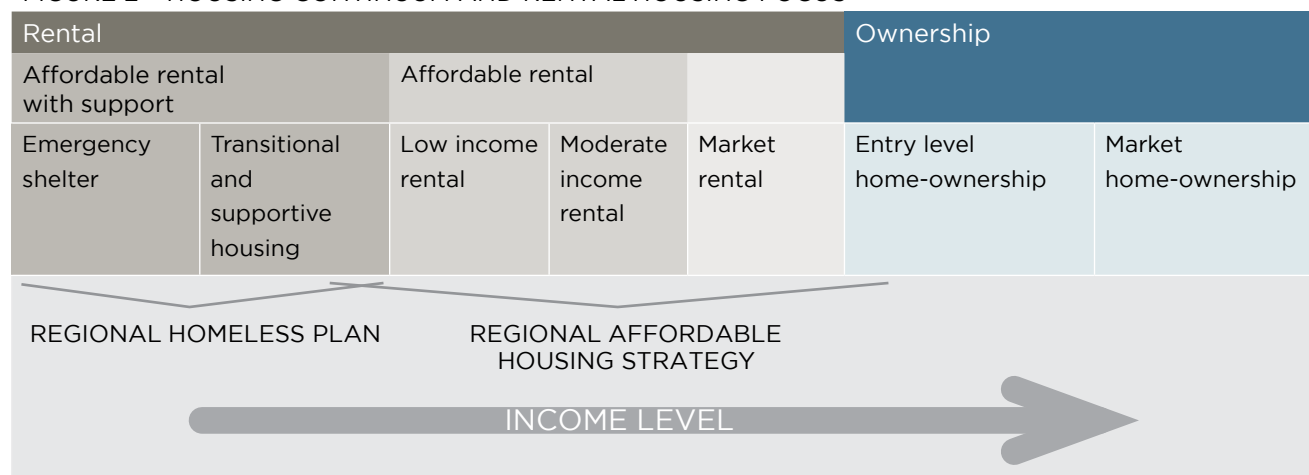 Rental
Ownership
Affordable rental
with support
Affordable rental
Emergency
shelter
Transitional
and
supportive
housing
Low income
rental
Moderate
income
rental
Market
rental
Entry level
home-ownership
Market
home-ownership
REGIONAL HOMELESS PLAN
REGIONAL AFFORDABLE
HOUSING STRATEGY
INCOME LEVEL